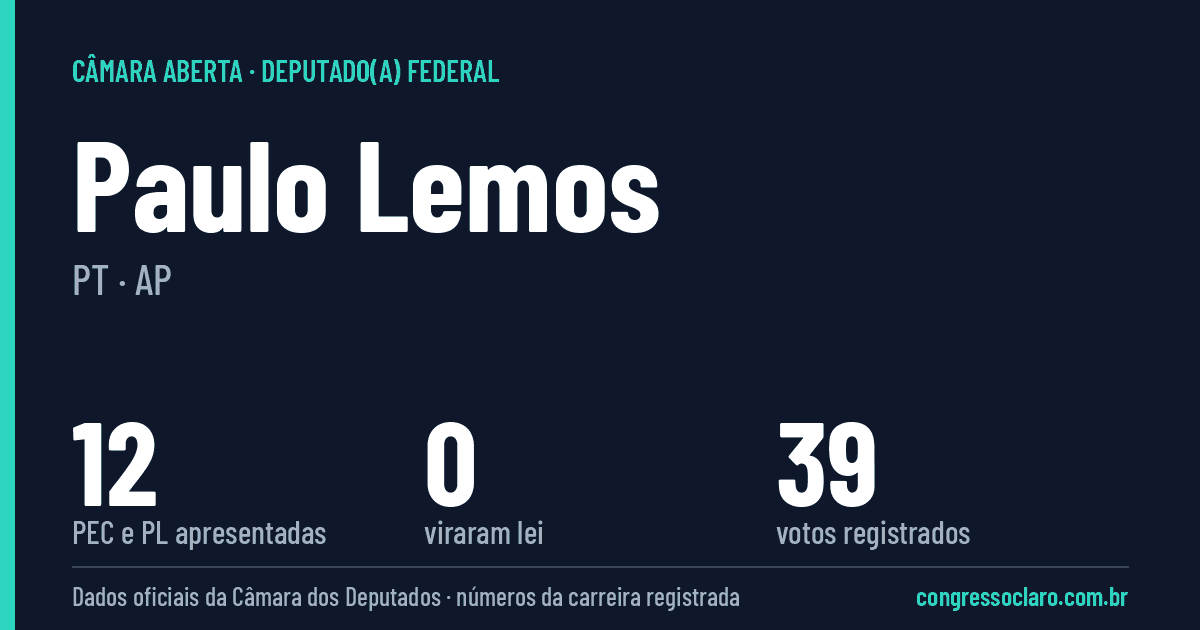 CÂMARA ABERTA · DEPUTADO(A) FEDERAL
Paulo Lemos
PT · AP
12
PEC e PL apresentadas
0
viraram lei
39
votos registrados
Dados oficiais da Câmara dos Deputados · números da carreira registrada
congressoclaro.com.br